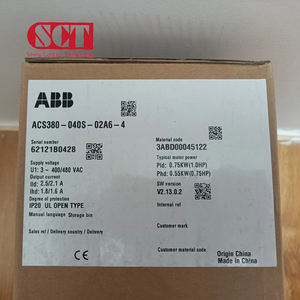 SCT
ABB
ACS380-040S-02A6-4
Serial number
62121B0428
Supply voltage
U1: 3~ 400/480 VAC
Output current
Ild: 2.5/2.1 A
Ihd: 1.8/1.6 A
Degree of protection
IP20 UL OPEN TYPE
Manual language Storage bin
Sales rel / Delivery rel / Delivery country
Material code
3ABD00045122
Typical motor power
Pld: 0.75KW(1.0HP)
Phd: 0.55KW(0.75HP)
SW version
V2.13.0.2
Internal ref
Customer mark
Customer material code
Origin China
Made in China